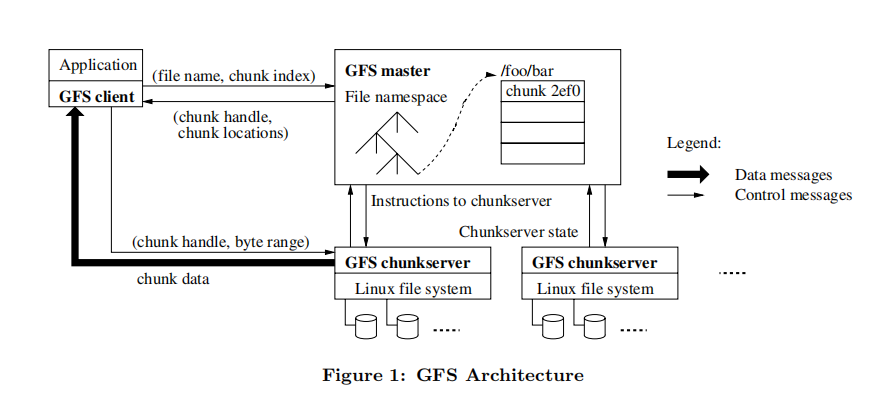 Application
GFS client
(file name, chunk index)
(chunk handle,
chunk locations)
GFS master
File namespace
/foo/bar
chunk 2ef0
Legend:
Data messages
Control messages
Instructions to chunkserver
Chunkserver state
(chunk handle, byte range)
chunk data
GFS chunkserver
Linux file system
GFS chunkserver
Linux file system
Figure 1: GFS Architecture